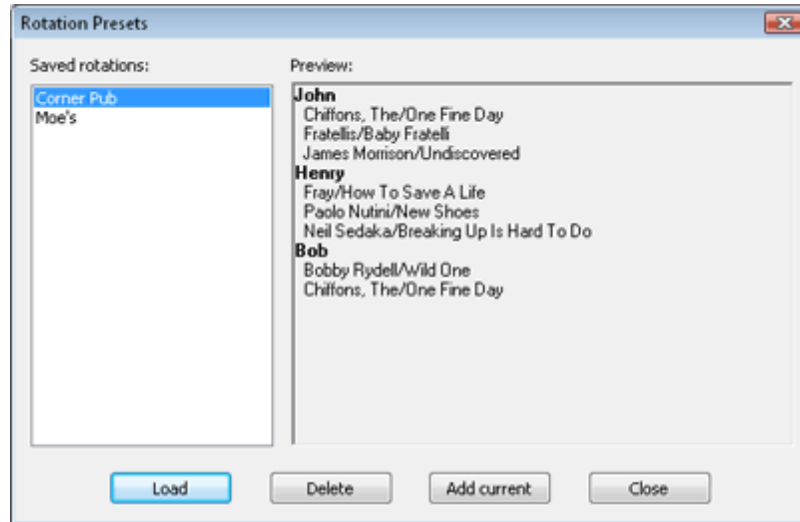 Rotation Presets
Saved rotations:
Corner Pub
Moe's
Preview:
John
Chiffons, The/One Fine Day
Fratellis/Baby Fratelli
James Morrison/Undiscovered
Henry
Fray/How To Save A Life
Paolo Nutini/New Shoes
Neil Sedaka/Breaking Up Is Hard To Do
Bob
Bobby Rydell/Wild One
Chiffons, The/One Fine Day
Load
Delete
Add current
Close